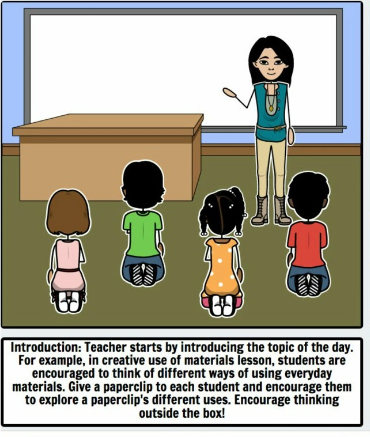 Introduction: Teacher starts by introducing the topic of the day.
For example, in creative use of materials lesson, students are
encouraged to think of different ways of using everyday
materials. Give a paperclip to each student and encourage them
to explore a paperclip's different uses. Encourage thinking
outside the box!